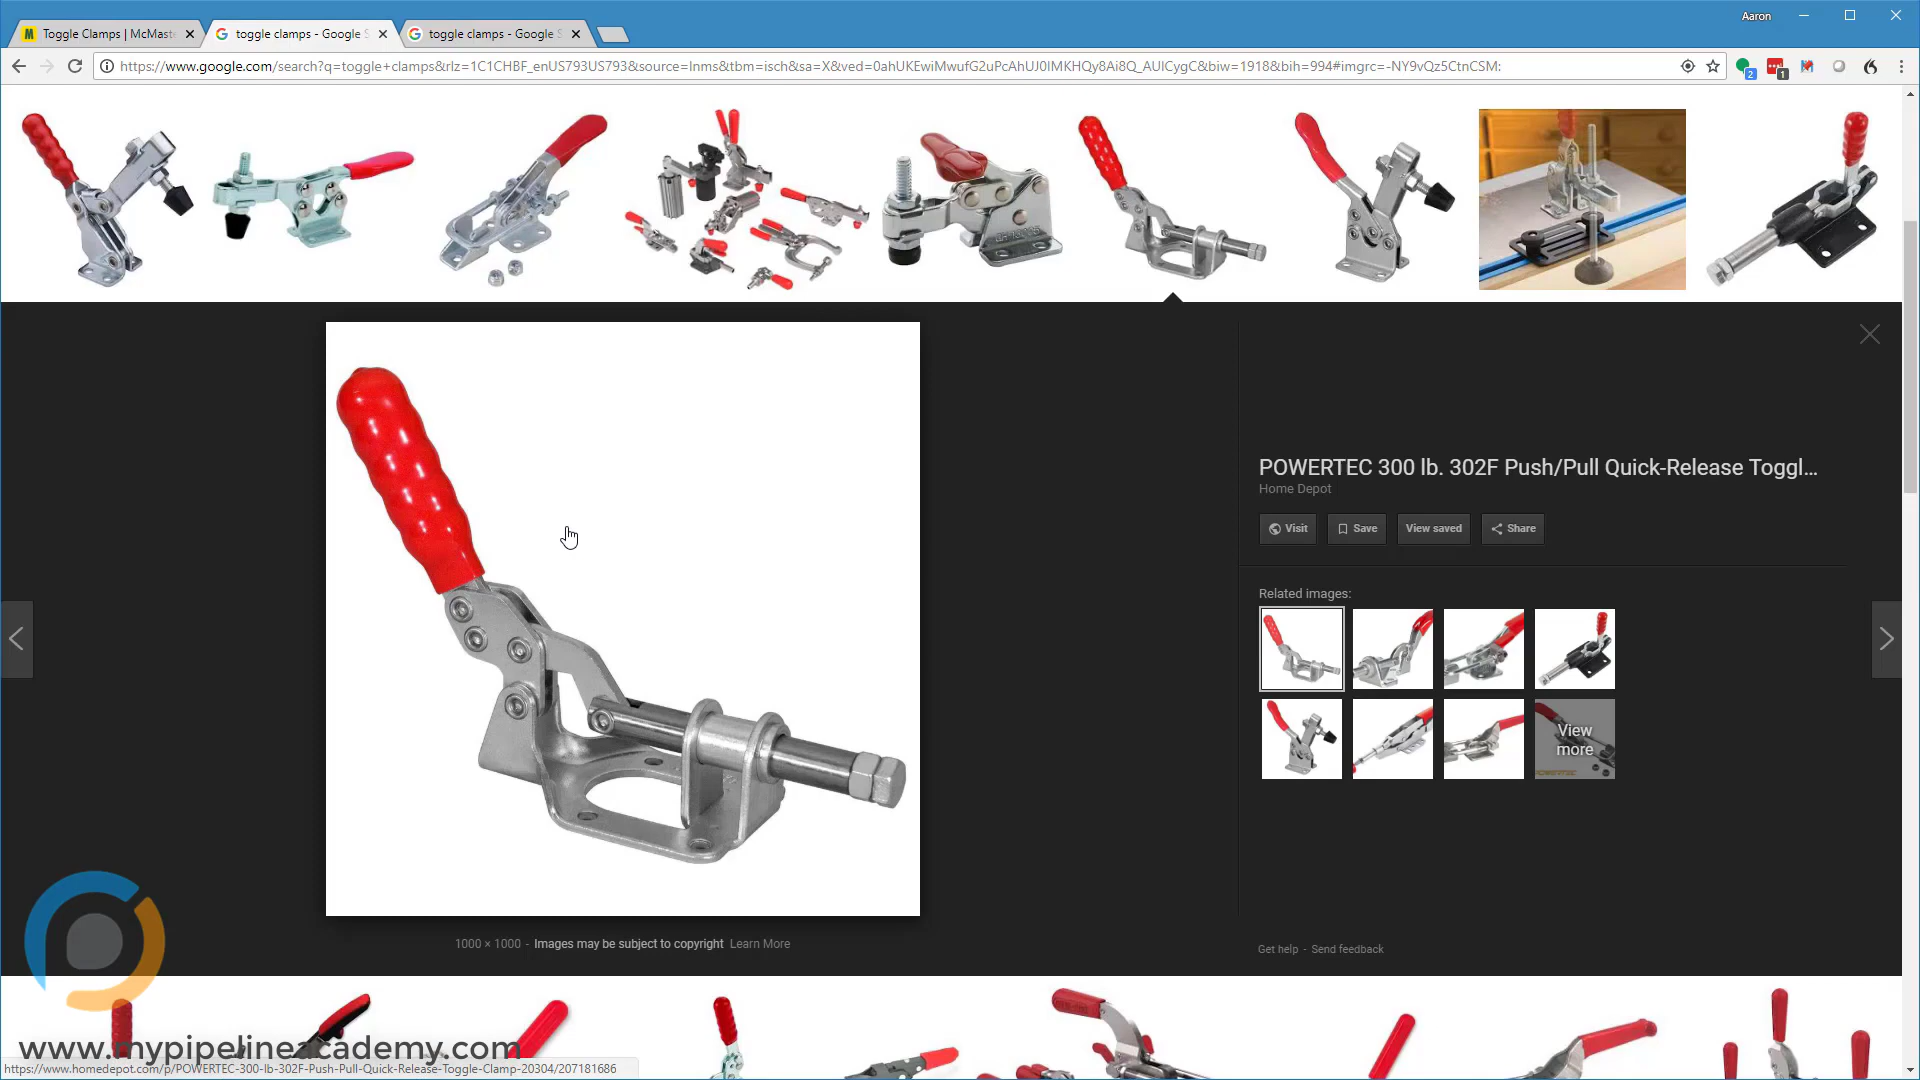 Aaron
Toggle Clamps | McMast
toggle clamps - Google S
toggle clamps - Google S
https://www.google.com/search?q=toggle+clamps&rlz=1C1CHBF_enUS793US793&source=lnms&tbm=isch&sa=X&ved=0ahUKEwiMwufG2uPcAhUJ0IMKHQy8Ai8Q_AUICygC&biw=1918&bih=994#imgrc=-NY9vQz5CtnCSM:
2
1
POWERTEC 300 lb. 302F Push/Pull Quick-Release Toggl...
Home Depot
Visit
Save
View saved
Share
Related images:
View
more
1000 × 1000 - Images may be subject to copyright Learn More
Get help - Send feedback
www.mypipelineacademy.com
https://www.homedepot.com/p/POWERTEC-300-lb-302F-Push-Pull-Quick-Release-Toggle-Clamp-20304/207181686